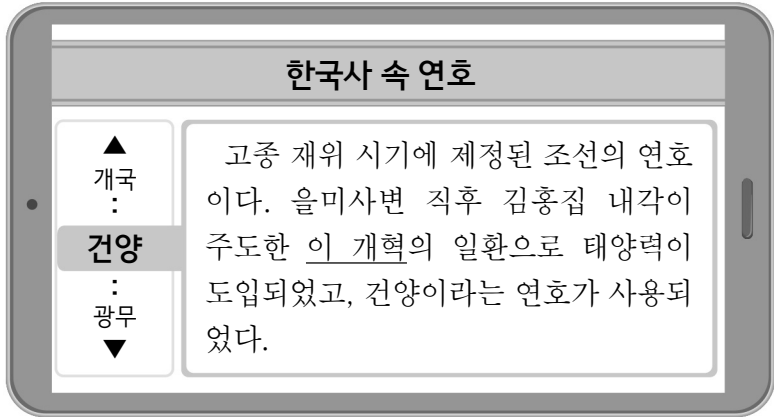 한국사 속 연호
▲
개국
:
건양
:
광무
▼
고종 재위 시기에 제정된 조선의 연호
이다. 을미사변 직후 김홍집 내각이
주도한 이 개혁의 일환으로 태양력이
도입되었고, 건양이라는 연호가 사용되
었다.